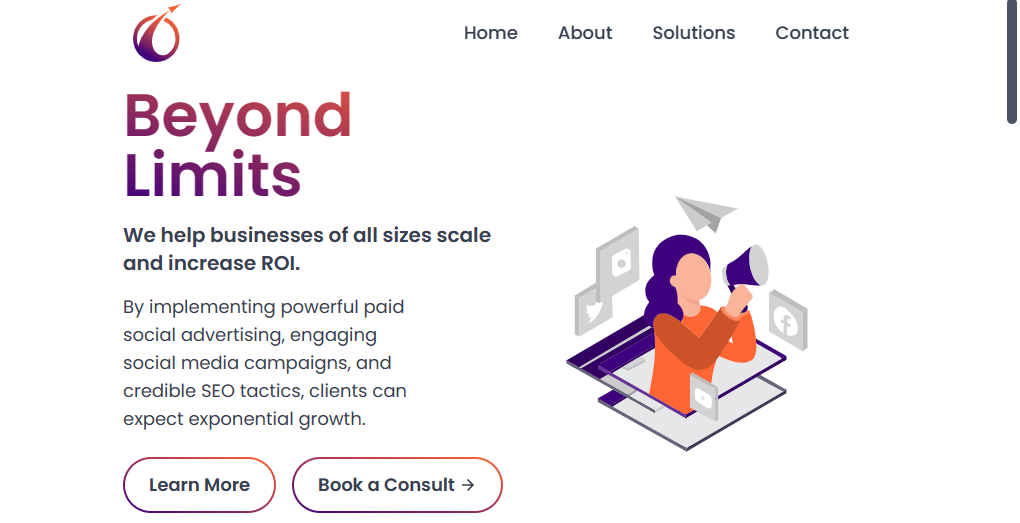 Home About Solutions Contact
Beyond
Limits
We help businesses of all sizes scale
and increase ROI.
By implementing powerful paid
social advertising, engaging
social media campaigns, and
credible SEO tactics, clients can
expect exponential growth.
Learn More Book a Consult →